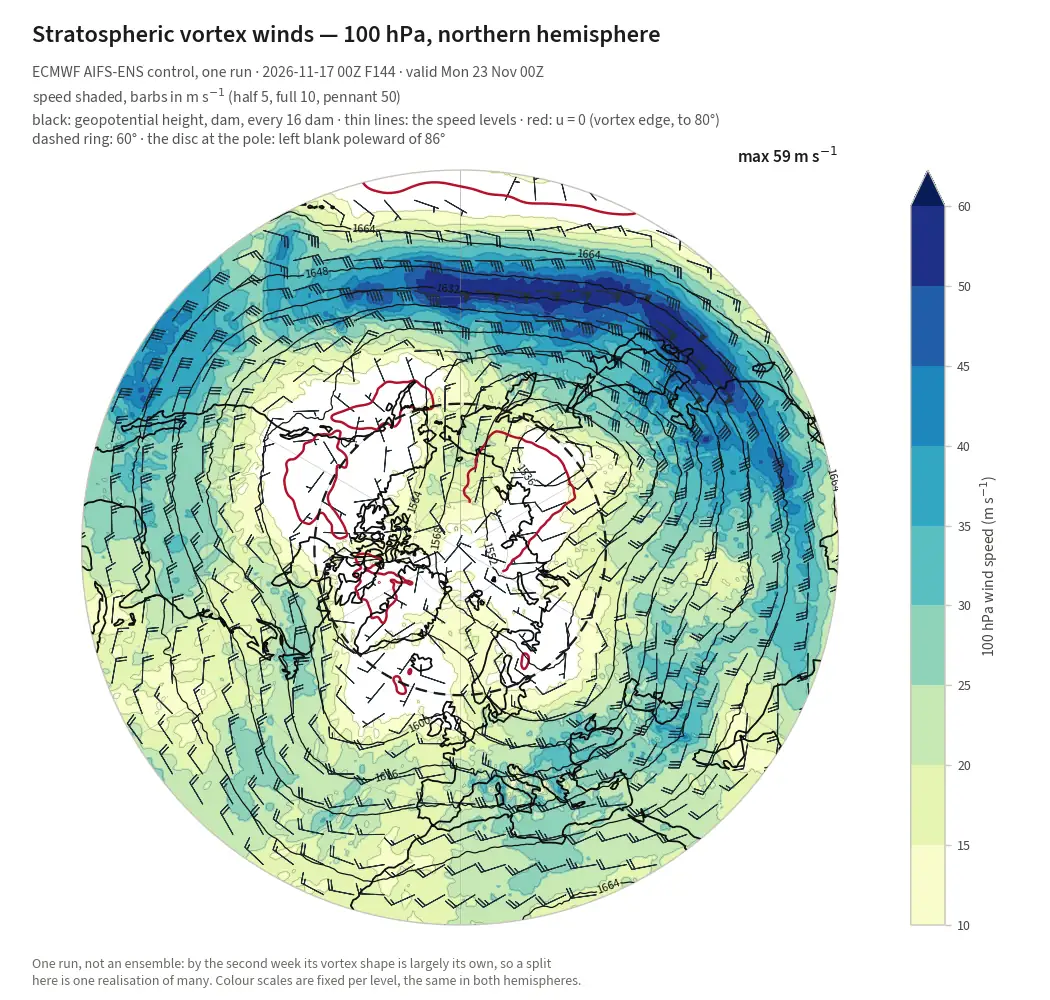 Stratospheric vortex winds — 100 hPa, northern hemisphere
ECMWF AIFS-ENS control, one run · 2026-11-17 00Z F144 · valid Mon 23 Nov 00Z
speed shaded, barbs in m s⁻¹ (half 5, full 10, pennant 50)
black: geopotential height, dam, every 16 dam · thin lines: the speed levels · red: u = 0 (vortex edge, to 80°)
dashed ring: 60° · the disc at the pole: left blank poleward of 86°
max 59 m s⁻¹
1664
1664
1648
1632
1536
1664
1584
1568
1552
1600
1616
1664
60
50
45
40
35
30
25
20
15
10
100 hPa wind speed (m s⁻¹)
One run, not an ensemble: by the second week its vortex shape is largely its own, so a split
here is one realisation of many. Colour scales are fixed per level, the same in both hemispheres.